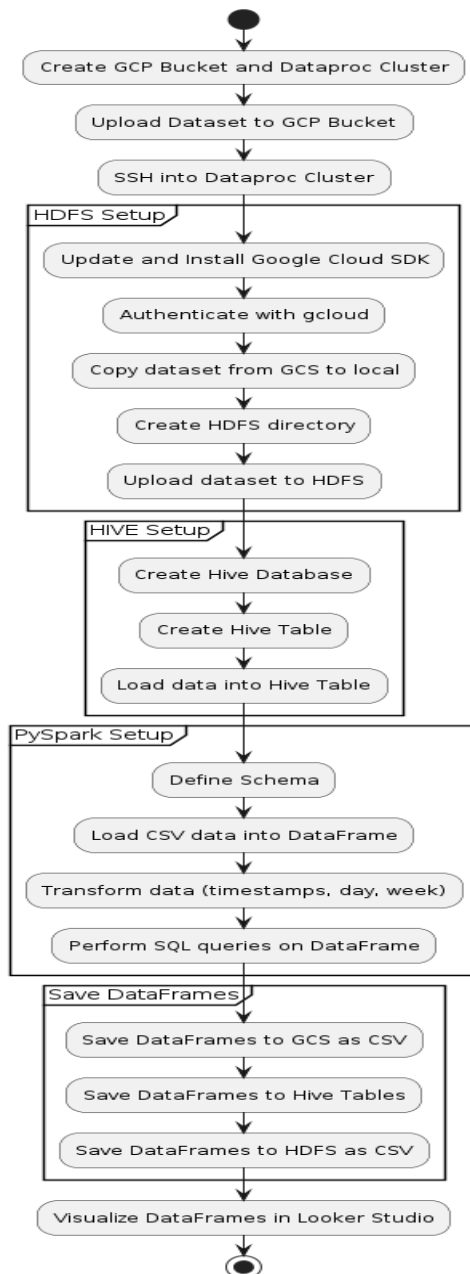 Create GCP Bucket and Dataproc Cluster
Upload Dataset to GCP Bucket
SSH into Dataproc Cluster
HDFS Setup
Update and Install Google Cloud SDK
Authenticate with gcloud
Copy dataset from GCS to local
Create HDFS directory
Upload dataset to HDFS
HIVE Setup
Create Hive Database
Create Hive Table
Load data into Hive Table
PySpark Setup
Define Schema
Load CSV data into DataFrame
Transform data (timestamps, day, week)
Perform SQL queries on DataFrame
Save DataFrames
Save DataFrames to GCS as CSV
Save DataFrames to Hive Tables
Save DataFrames to HDFS as CSV
Visualize DataFrames in Looker Studio